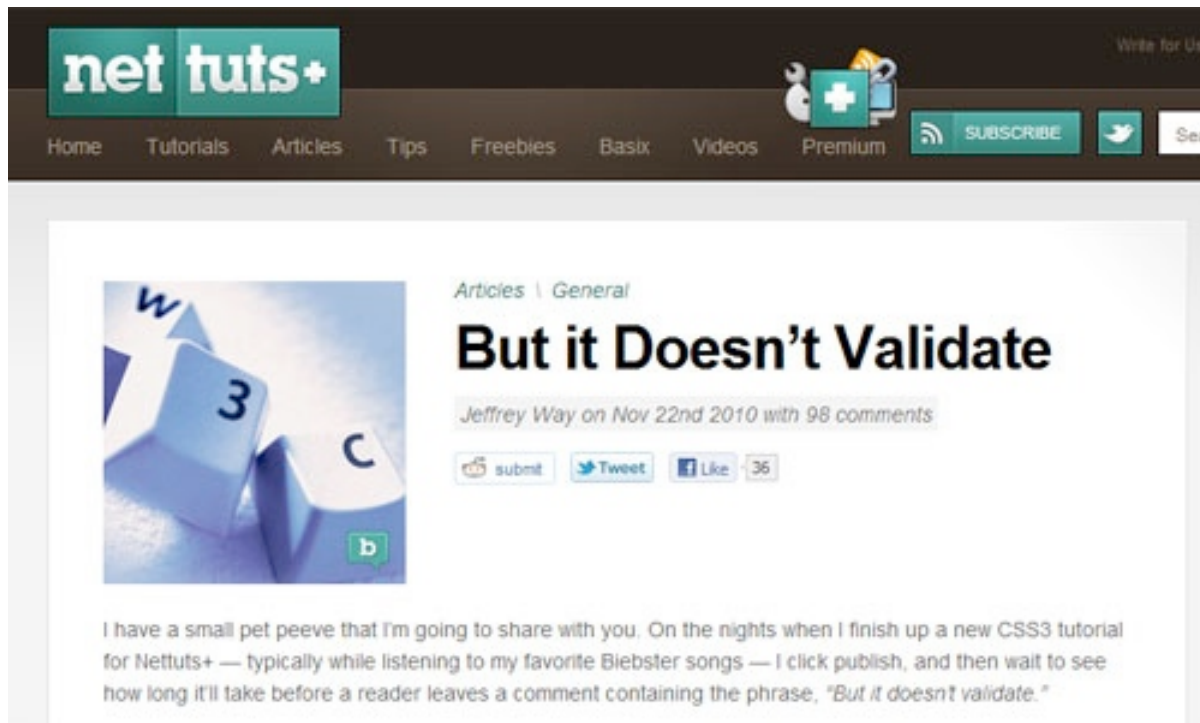 net tuts+
Write for Us
Home Tutorials Articles Tips Freebies Basix Videos Premium
SUBSCRIBE
W
3
C
b
Articles \ General
But it Doesn’t Validate
Jeffrey Way on Nov 22nd 2010 with 98 comments
submit Tweet Like 36
I have a small pet peeve that I'm going to share with you. On the nights when I finish up a new CSS3 tutorial
for Nettuts+ — typically while listening to my favorite Biebster songs — I click publish, and then wait to see
how long it'll take before a reader leaves a comment containing the phrase, "But it doesn't validate."